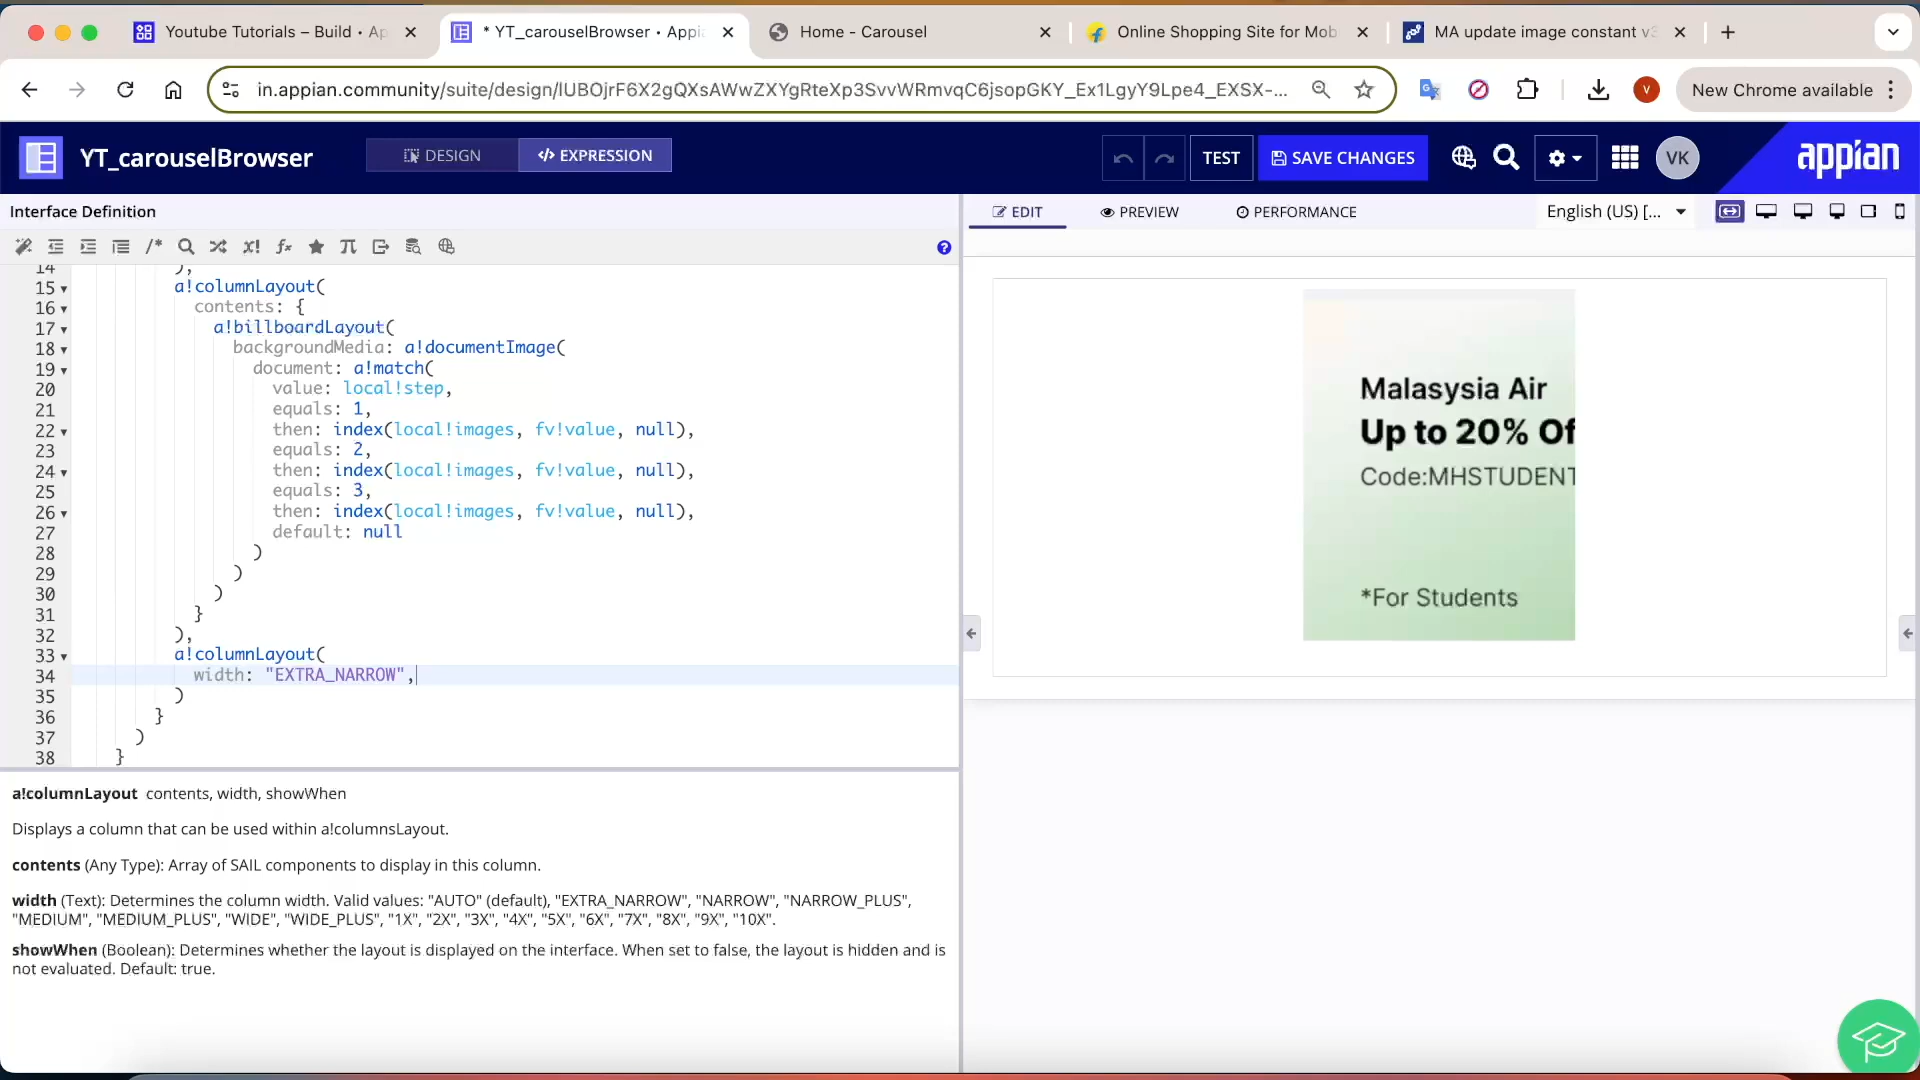 Youtube Tutorials – Build • Ap
* YT_carouselBrowser • Appi
Home - Carousel
Online Shopping Site for Mob
MA update image constant v3
in.appian.community/suite/design/lUBOjrF6X2gQXsAWwZXYgRteXp3SvvWRmvqC6jsopGKY_Ex1LgyY9Lpe4_EXSX-...
V
New Chrome available
YT_carouselBrowser
DESIGN
</> EXPRESSION
TEST
SAVE CHANGES
VK
appian
Interface Definition
EDIT
PREVIEW
PERFORMANCE
English (US) [...
14 ),
15 a!columnLayout(
16 contents: {
17 a!billboardLayout(
18 backgroundMedia: a!documentImage(
19 document: a!match(
20 value: local!step,
21 equals: 1,
22 then: index(local!images, fv!value, null),
23 equals: 2,
24 then: index(local!images, fv!value, null),
25 equals: 3,
26 then: index(local!images, fv!value, null),
27 default: null
28 )
29 )
30 )
31 }
32 ),
33 a!columnLayout(
34 width: "EXTRA_NARROW",
35 )
36 }
37 )
38 }
Malasysia Air
Up to 20% Of
Code:MHSTUDENT
*For Students
a!columnLayout contents, width, showWhen
Displays a column that can be used within a!columnsLayout.
contents (Any Type): Array of SAIL components to display in this column.
width (Text): Determines the column width. Valid values: "AUTO" (default), "EXTRA_NARROW", "NARROW", "NARROW_PLUS",
"MEDIUM", "MEDIUM_PLUS", "WIDE", "WIDE_PLUS", "1X", "2X", "3X", "4X", "5X", "6X", "7X", "8X", "9X", "10X".
showWhen (Boolean): Determines whether the layout is displayed on the interface. When set to false, the layout is hidden and is
not evaluated. Default: true.